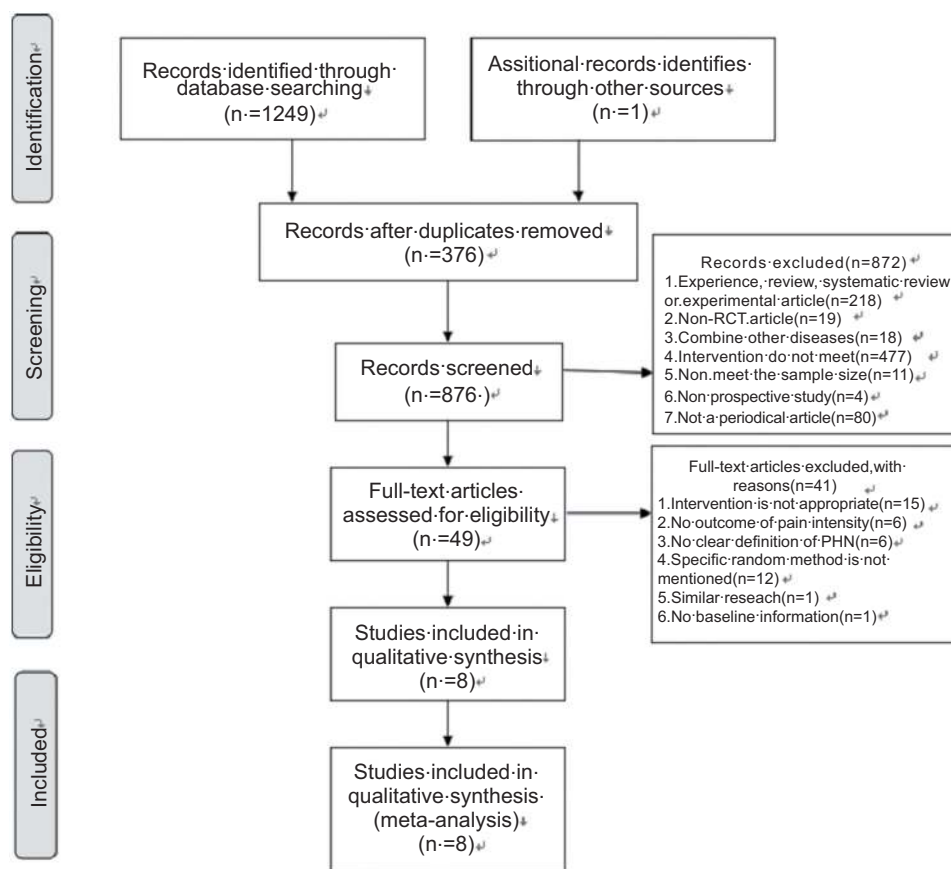 Identification
Records·identified·through·
database·searching↓
(n·=1249)↵
Assitional·records·identifies·
through·other·sources
↓
(n·=1)↵
Records·after·duplicates·removed↓
(n·=376)↵
Screening
Records·screened↓
(n·=876·)↵
Records·excluded(n=872)↵
1.Experience,·review,·systematic·review
or.experimental·article(n=218)↵
2.Non-RCT.article(n=19)↵
3.Combine·other·diseases(n=18)↵
4.Intervention·do·not·meet(n=477)↵
5.Non.meet·the·sample·size(n=11)↵
6.Non·prospective·study(n=4)↵
7.Not·a·periodical·article(n=80)↵
Eligibility↵
Full-text·articles·
assessed·for·eligibility↓
(n·=49)↵
Full-text·articles·excluded,with·
reasons(n=41)↵
1.Intervention·is·not·appropriate(n=15)↵
2.No·outcome·of·pain·intensity(n=6)↵
3.No·clear·definition·of·PHN(n=6)↵
4.Specific·random·method·is·not·
mentioned(n=12)↵
5.Similar·reseach(n=1)↵
6.No·baseline·information(n=1)↵
Studies·included·in·
qualitative·synthesis↓
(n·=8)↵
Included↵
Studies·included·in·
qualitative·synthesis·
(meta-analysis)↓
(n·=8)↵